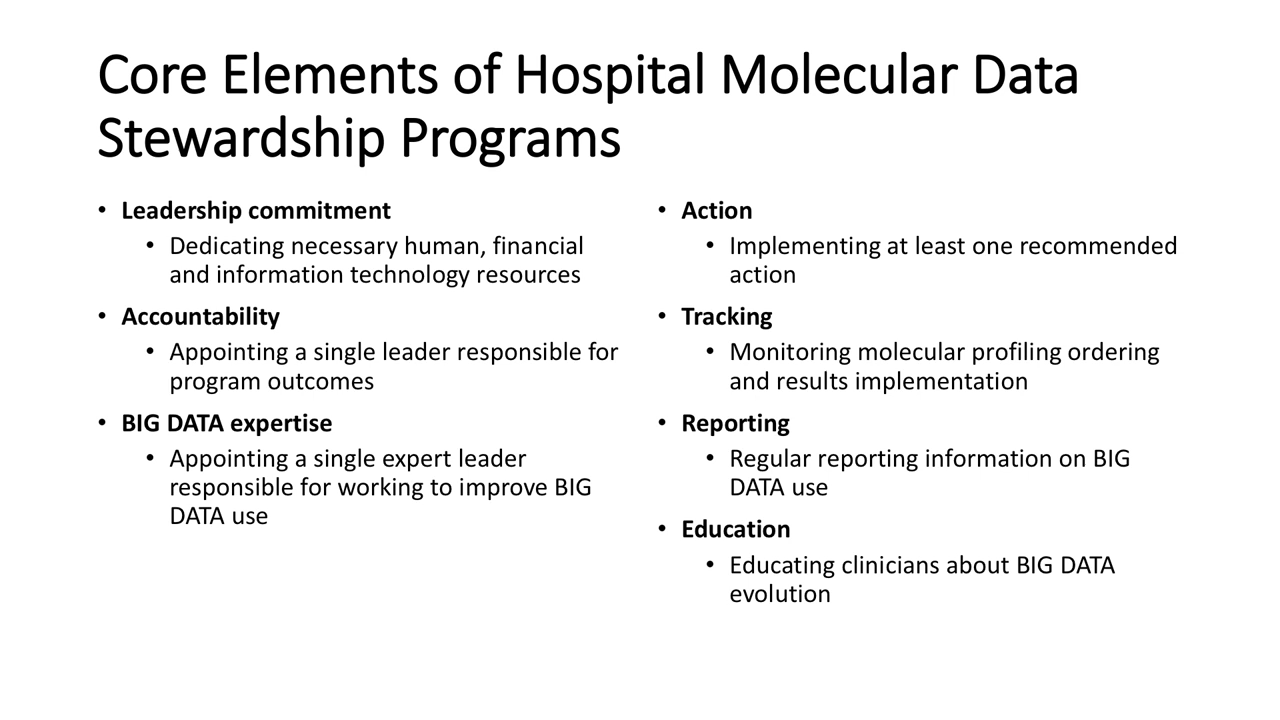 Core Elements of Hospital Molecular Data
Stewardship Programs
• Leadership commitment
• Dedicating necessary human, financial
and information technology resources
• Accountability
• Appointing a single leader responsible for
program outcomes
• BIG DATA expertise
• Appointing a single expert leader
responsible for working to improve BIG
DATA use
• Action
• Implementing at least one recommended
action
• Tracking
• Monitoring molecular profiling ordering
and results implementation
• Reporting
• Regular reporting information on BIG
DATA use
• Education
• Educating clinicians about BIG DATA
evolution